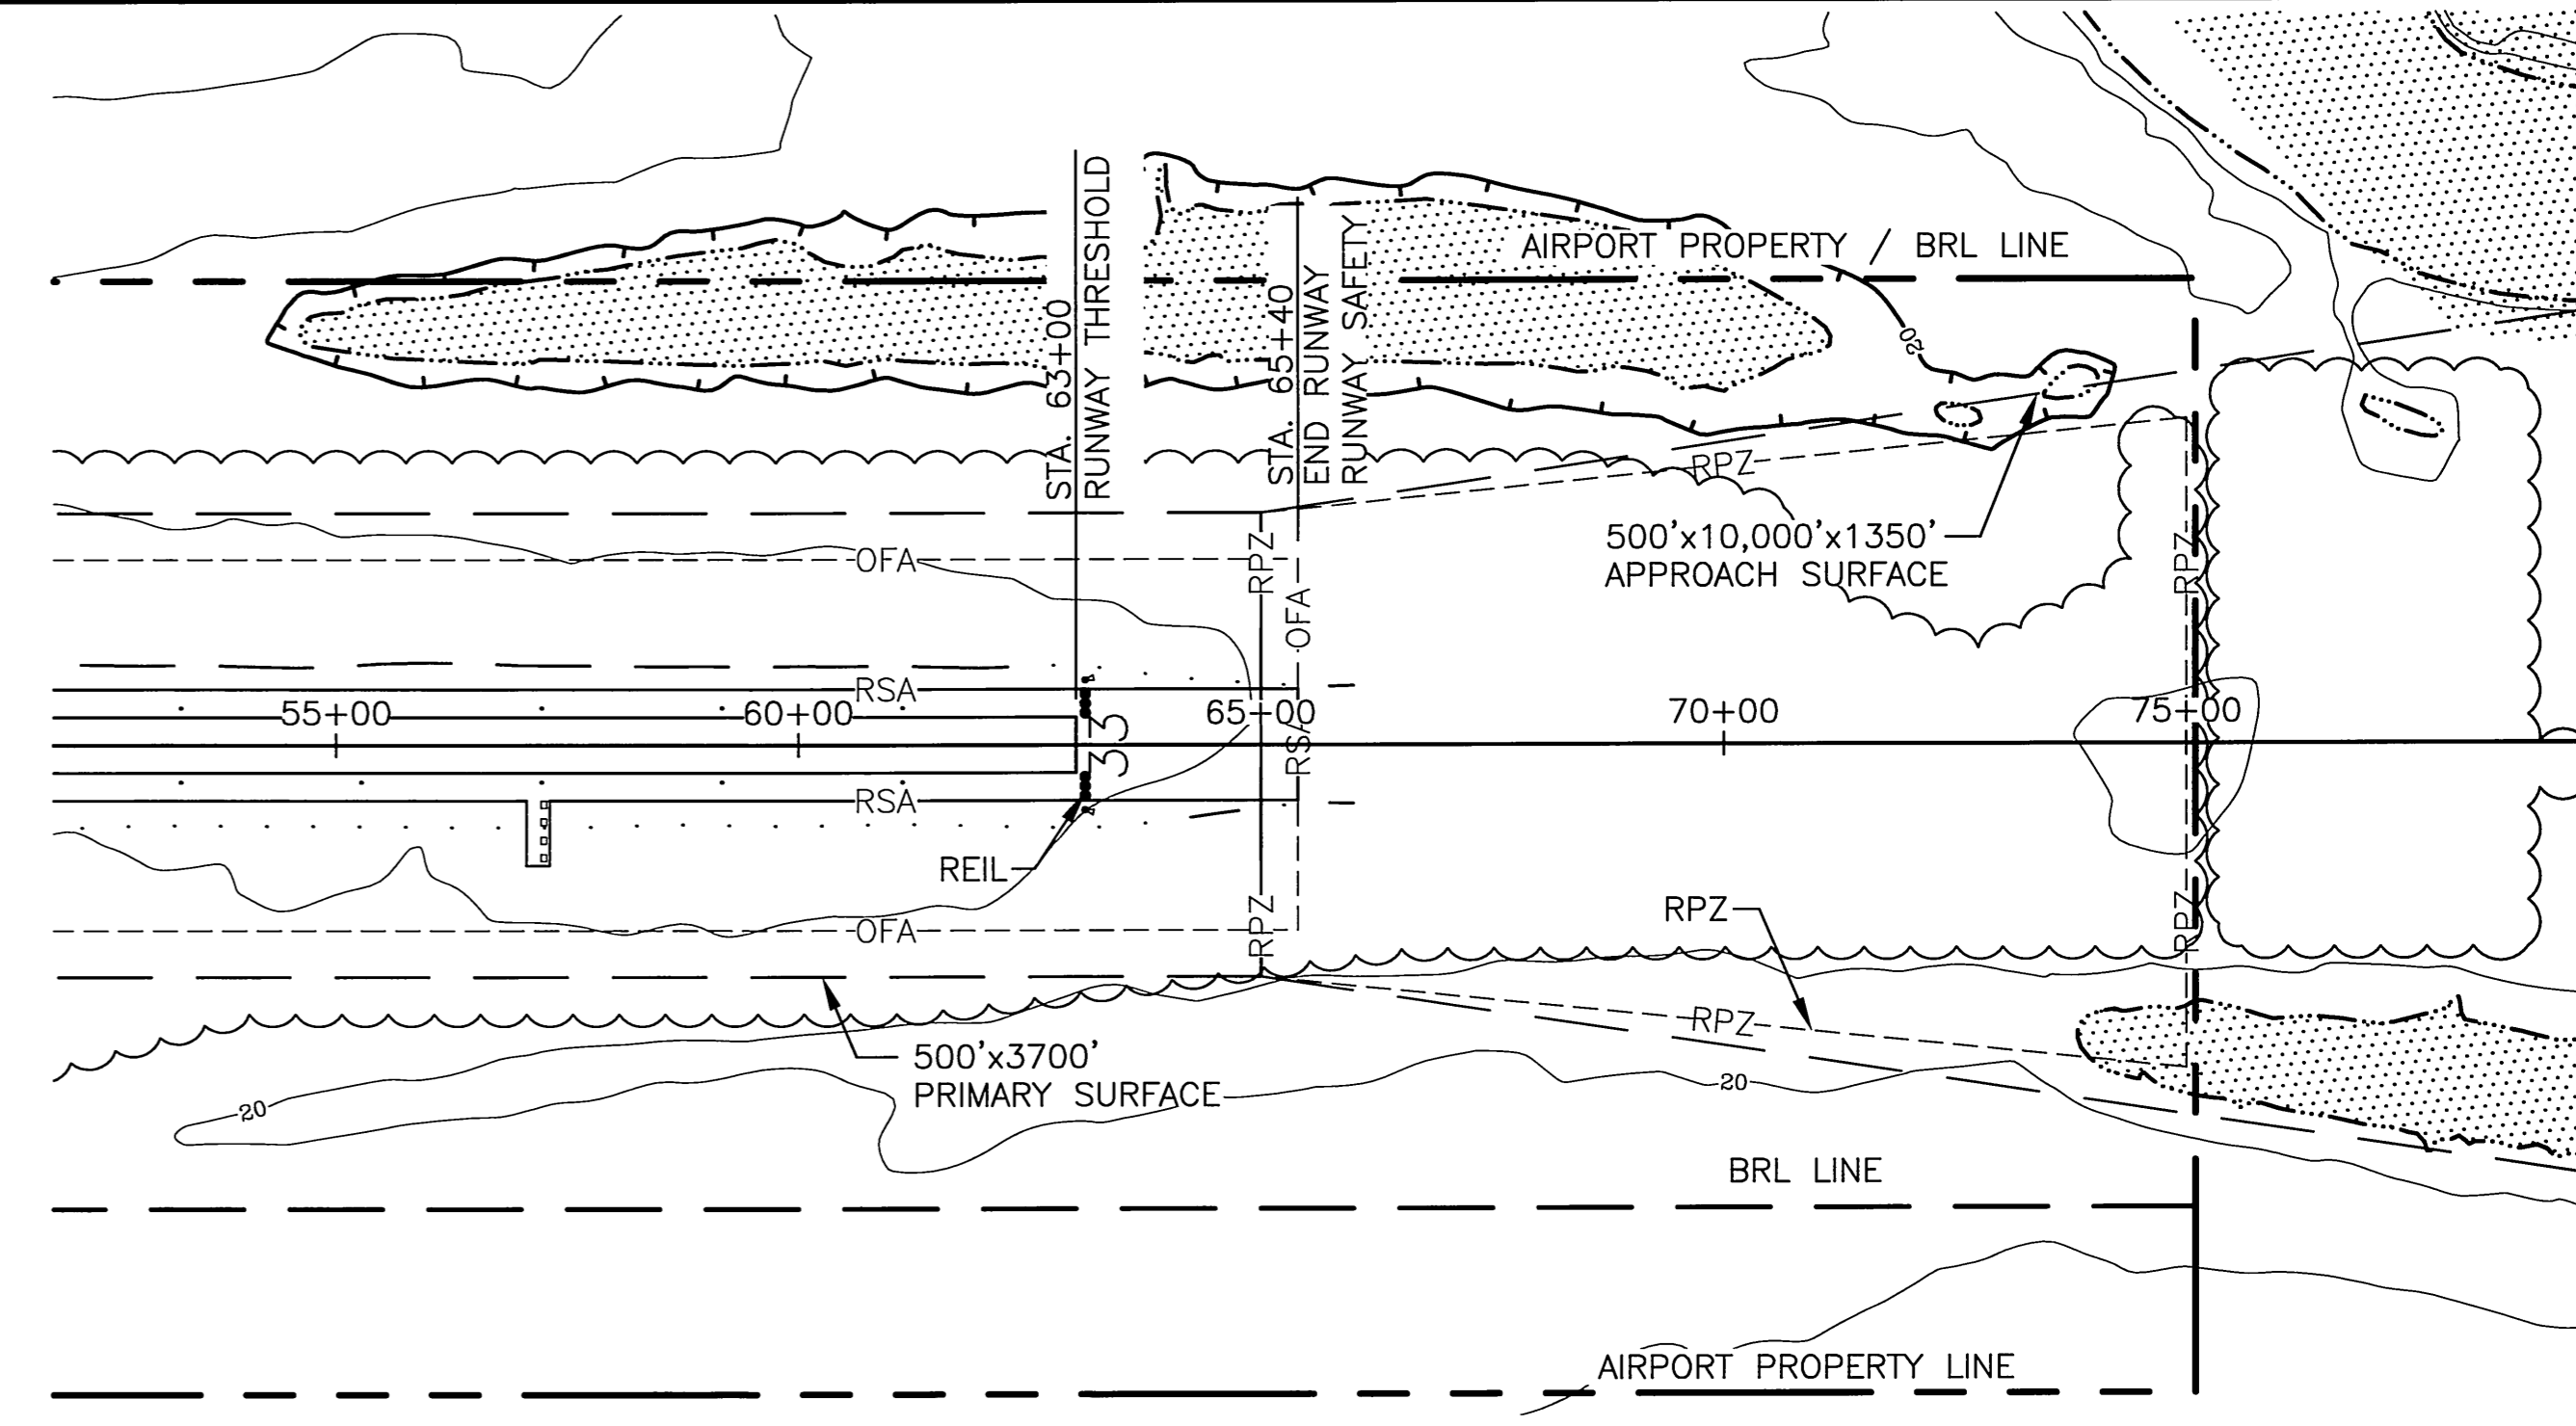 STA. 63+00
RUNWAY THRESHOLD
STA. 65+40
END RUNWAY
RUNWAY SAFETY
AIRPORT PROPERTY / BRL LINE
20
RPZ
500'x10,000'x1350'
APPROACH SURFACE
OFA
RPZ
OFA
RPZ
RSA
55+00
60+00
65+00
70+00
75+00
33
RSA
RSA
REIL
RPZ
OFA
RPZ
RPZ
RPZ
500'x3700'
PRIMARY SURFACE
20
20
BRL LINE
AIRPORT PROPERTY LINE